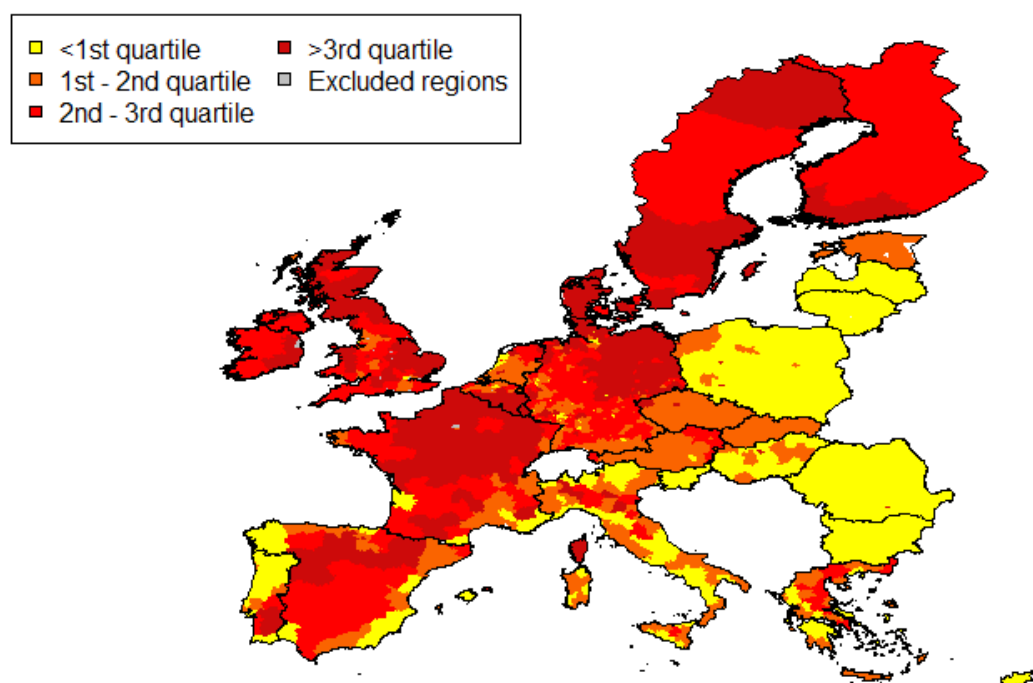 <1st quartile
>3rd quartile
1st - 2nd quartile
Excluded regions
2nd - 3rd quartile